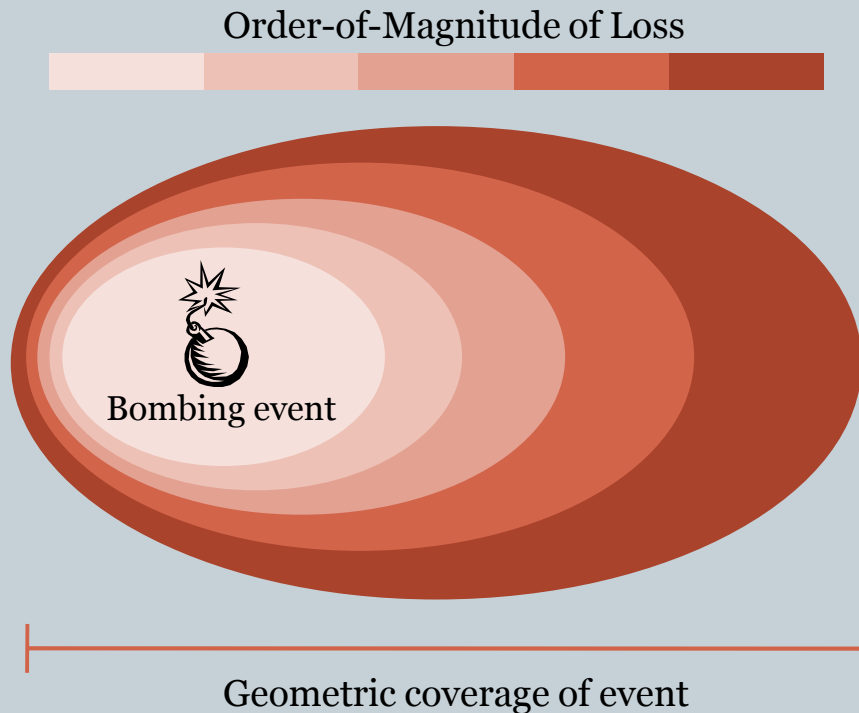 Order-of-Magnitude of Loss
Bombing event
Geometric coverage of event